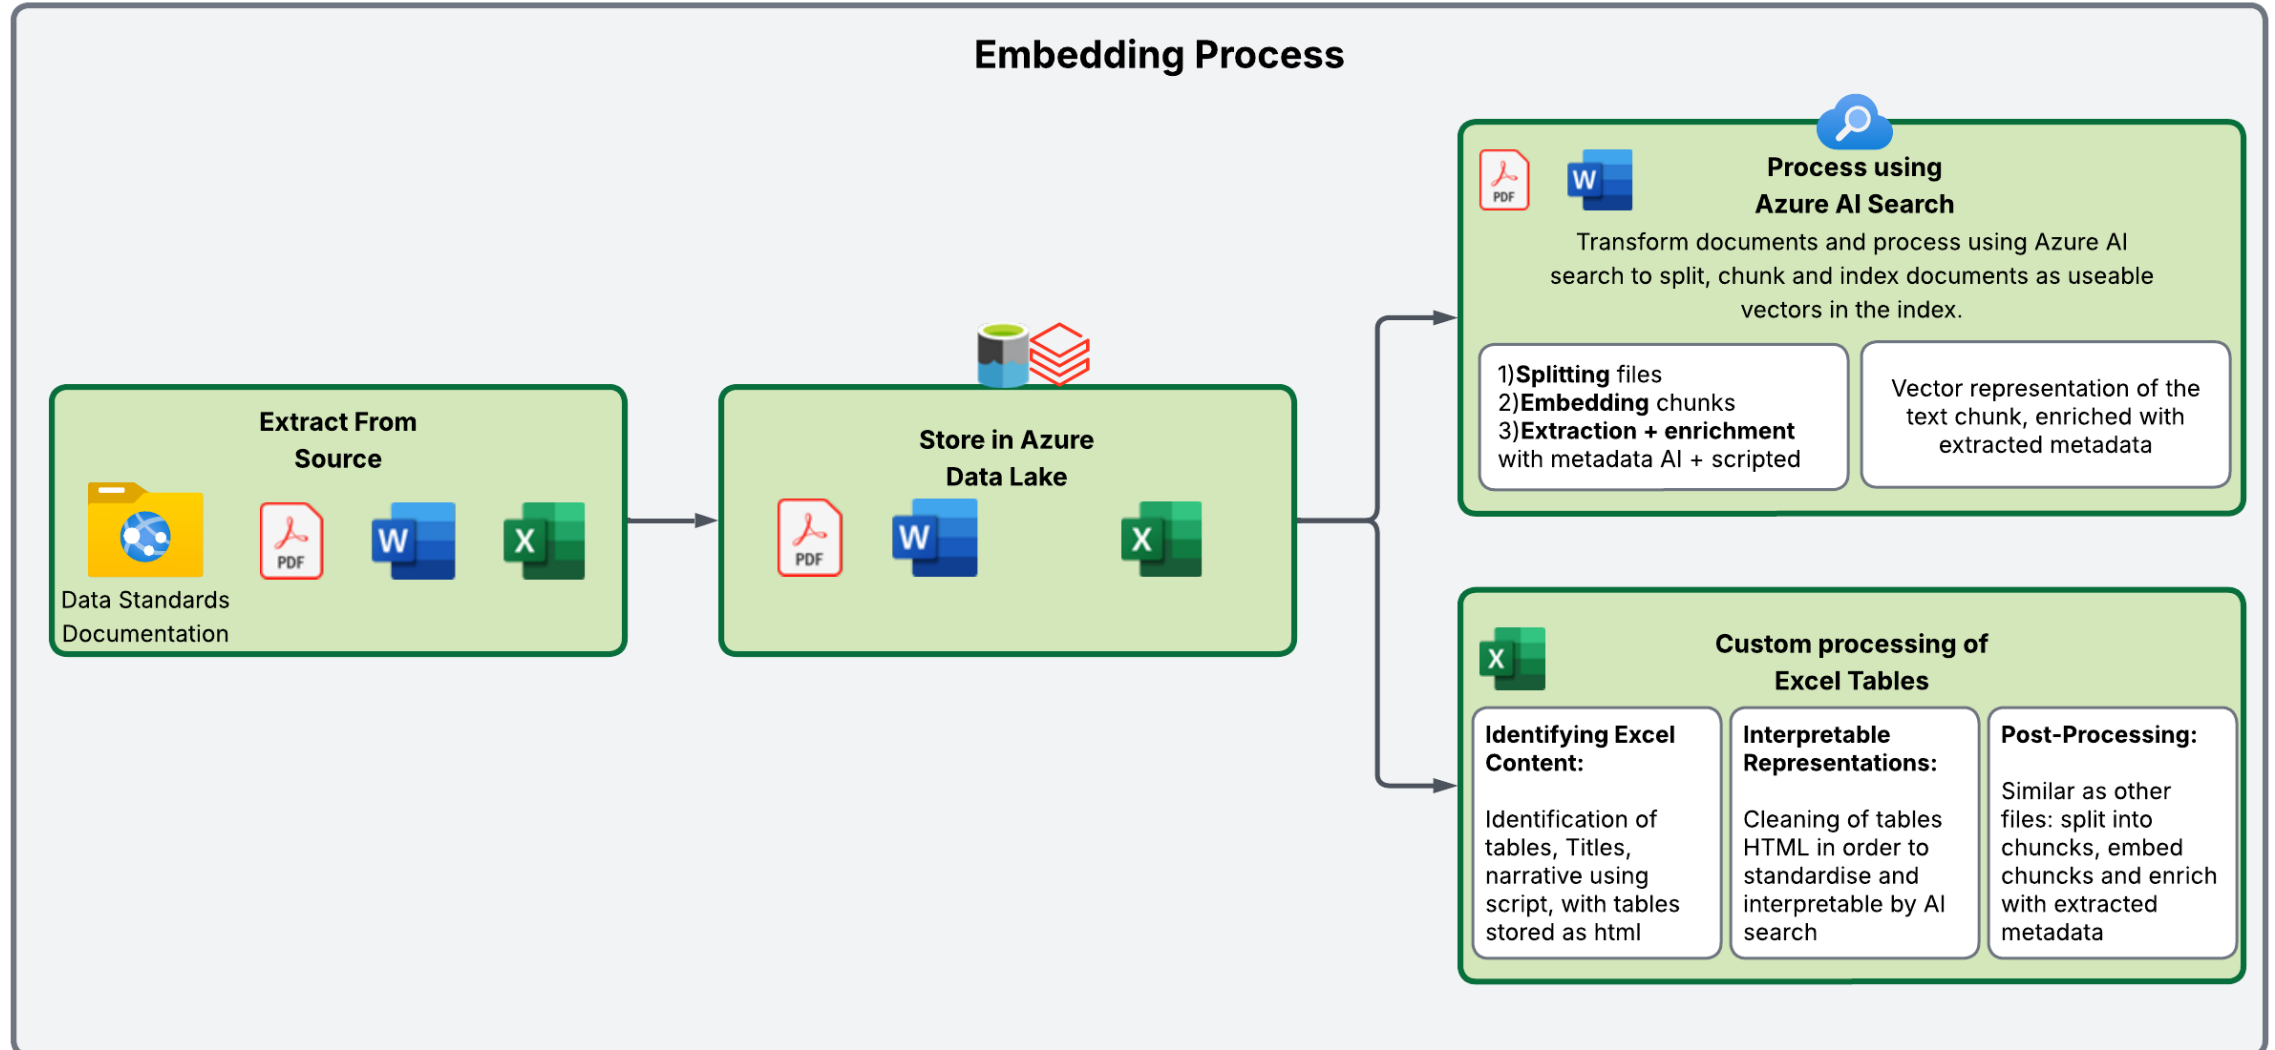 Embedding Process
Extract From
Source
PDF
W
X
Data Standards
Documentation
Store in Azure
Data Lake
PDF
W
X
PDF
W
Process using
Azure AI Search
Transform documents and process using Azure AI
search to split, chunk and index documents as useable
vectors in the index.
1)Splitting files
2)Embedding chunks
3)Extraction + enrichment
with metadata AI + scripted
Vector representation of the
text chunk, enriched with
extracted metadata
X
Custom processing of
Excel Tables
Identifying Excel
Content:
Identification of
tables, Titles,
narrative using
script, with tables
stored as html
Interpretable
Representations:
Cleaning of tables
HTML in order to
standardise and
interpretable by AI
search
Post-Processing:
Similar as other
files: split into
chuncks, embed
chuncks and enrich
with extracted
metadata